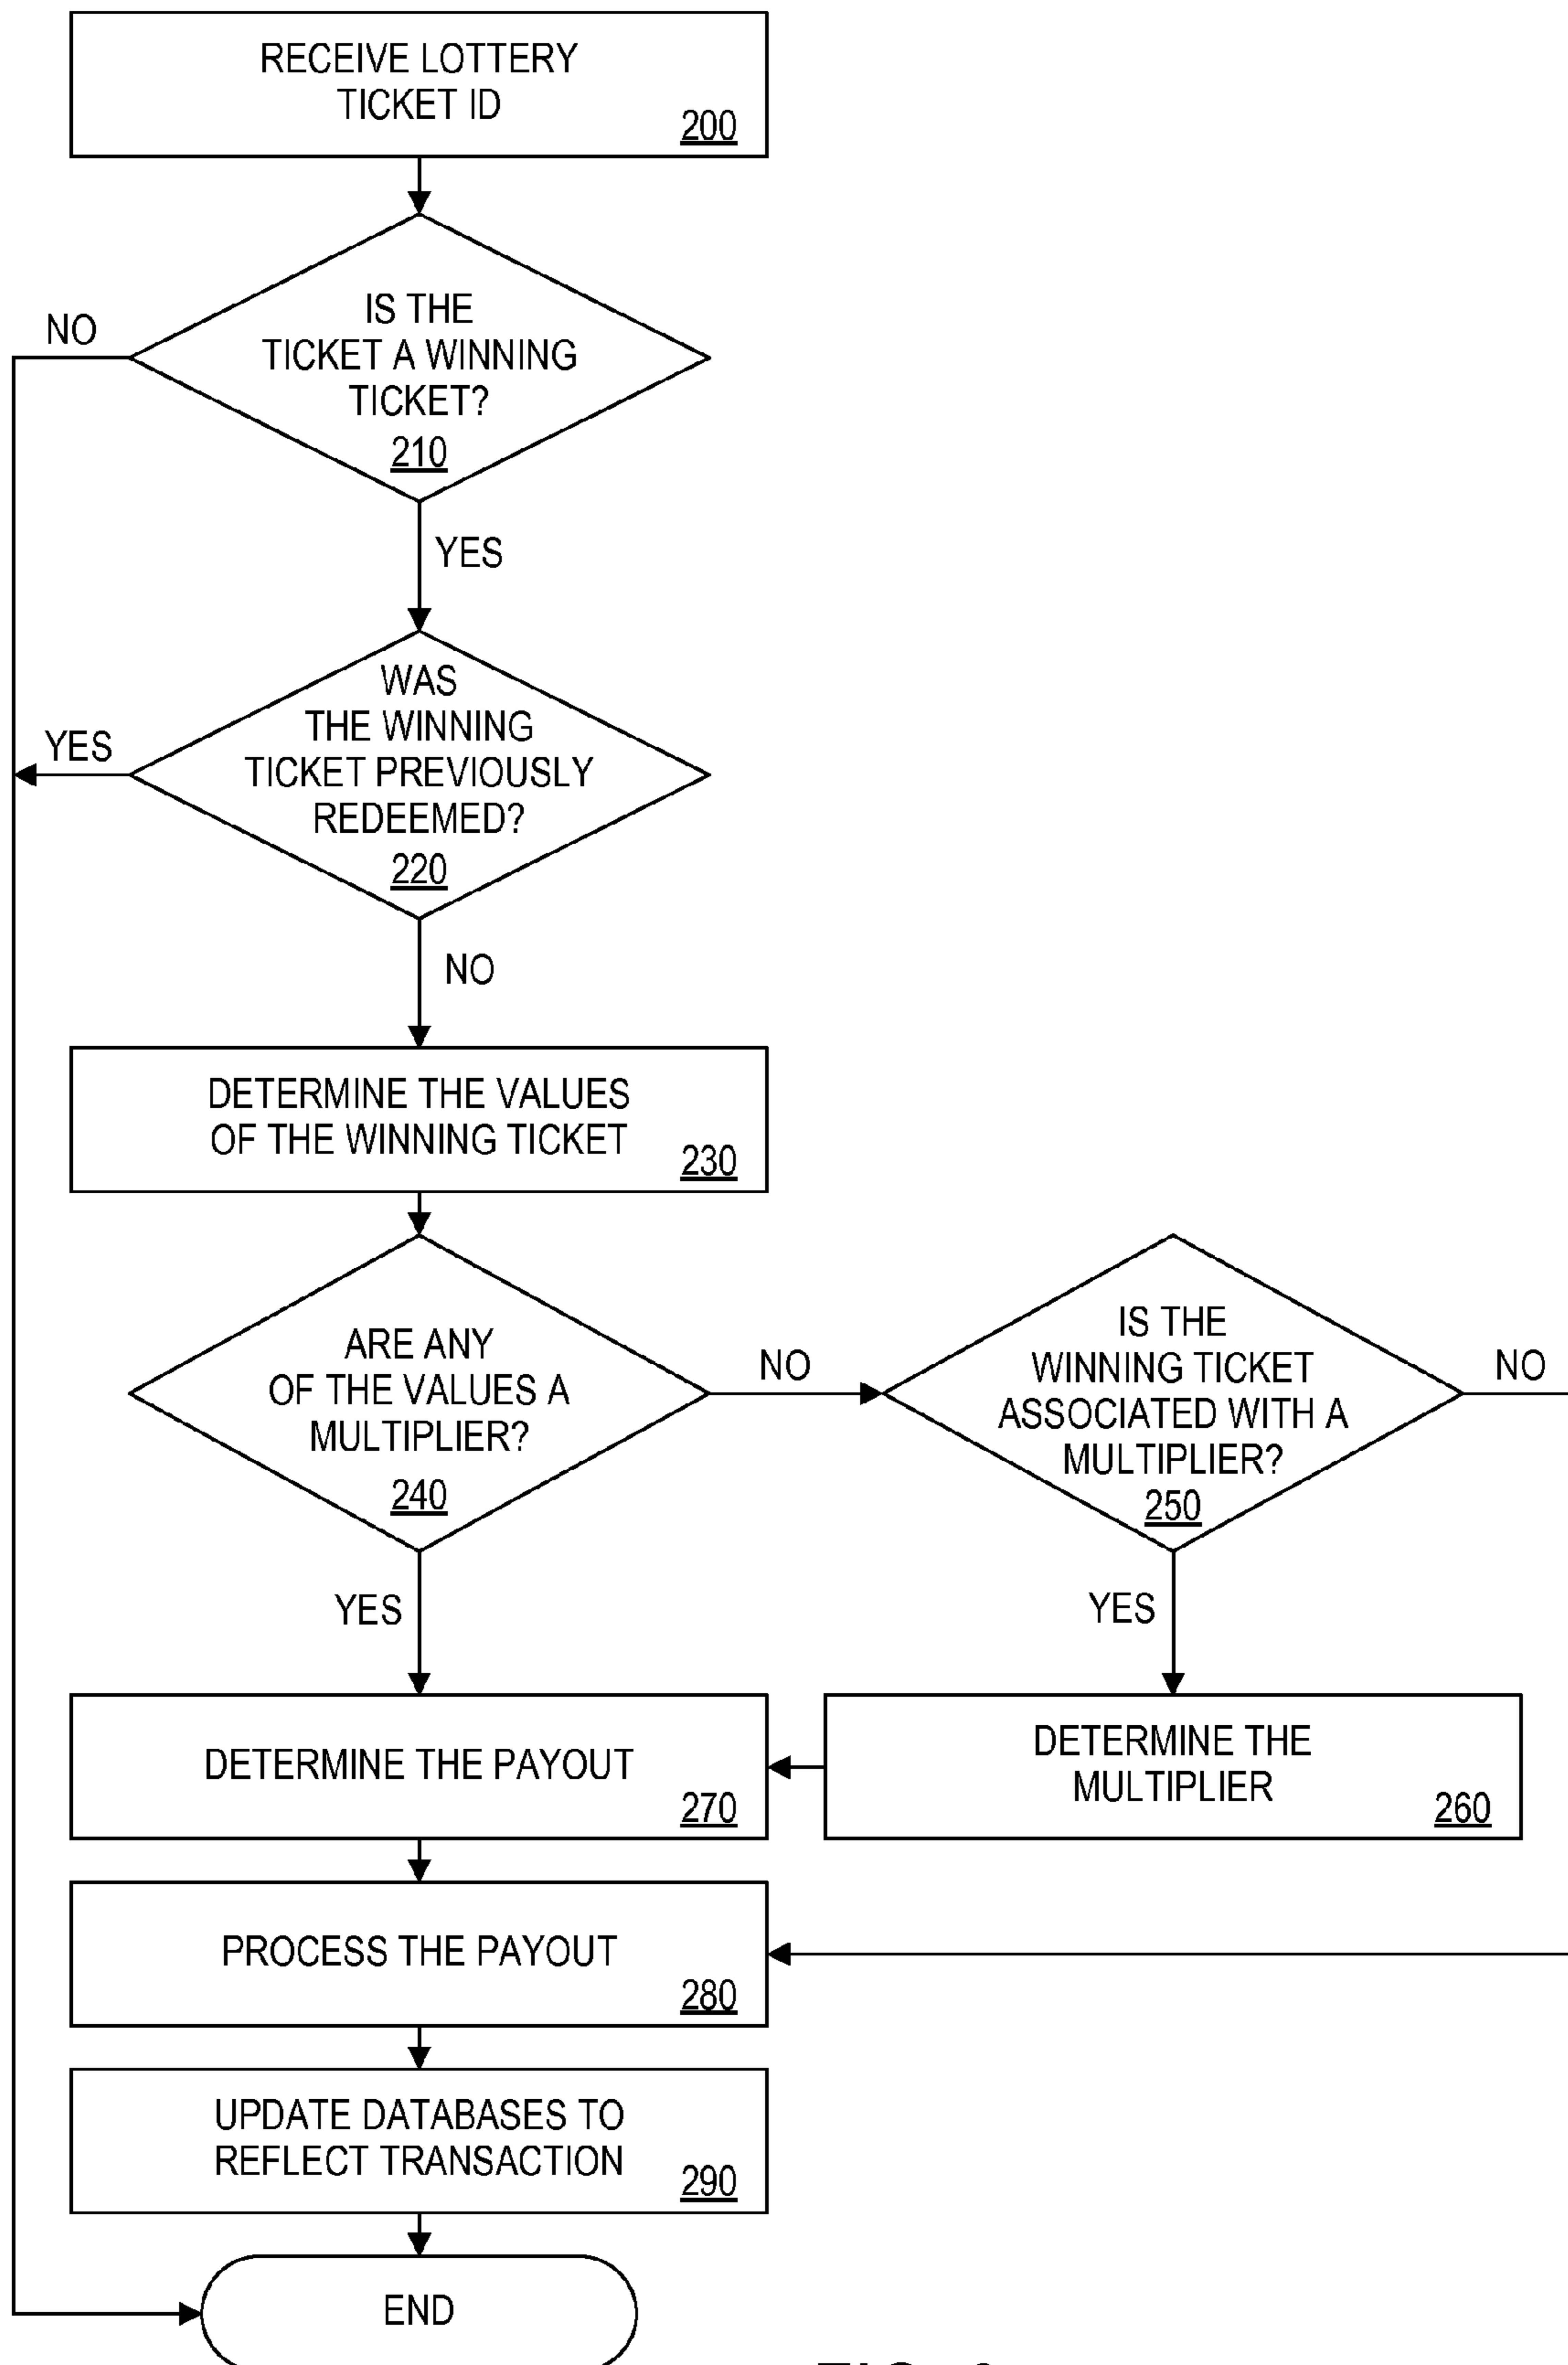 RECEIVE LOTTERY
TICKET ID
200
IS THE
TICKET A WINNING
TICKET?
210
NO
YES
WAS
THE WINNING
TICKET PREVIOUSLY
REDEEMED?
220
YES
NO
DETERMINE THE VALUES
OF THE WINNING TICKET
230
ARE ANY
OF THE VALUES A
MULTIPLIER?
240
NO
YES
IS THE
WINNING TICKET
ASSOCIATED WITH A
MULTIPLIER?
250
NO
YES
DETERMINE THE PAYOUT
270
DETERMINE THE
MULTIPLIER
260
PROCESS THE PAYOUT
280
UPDATE DATABASES TO
REFLECT TRANSACTION
290
END